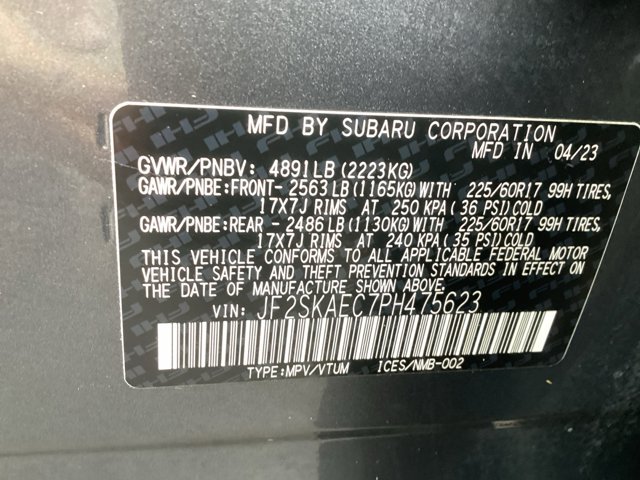 MFD BY SUBARU CORPORATION
MFD IN 04/23
GVWR/PNBV: 4891LB (2223KG)
GAWR/PNBE:FRONT- 2563 LB (1165KG) WITH 225/60R17 99H TIRES,
17X7J RIMS AT 250 KPA (36 PSI) COLD
GAWR/PNBE:REAR - 2486 LB (1130KG) WITH 225/60R17 99H TIRES,
17X7J RIMS AT 240 KPA (35 PSI) COLD
THIS VEHICLE CONFORMS TO ALL APPLICABLE FEDERAL MOTOR
VEHICLE SAFETY AND THEFT PREVENTION STANDARDS IN EFFECT ON
THE DATE OF MANUFACTURE SHOWN ABOVE.
VIN: JF2SKAEC7PH475623
TYPE:MPV/VTUM ICES/NMB-002